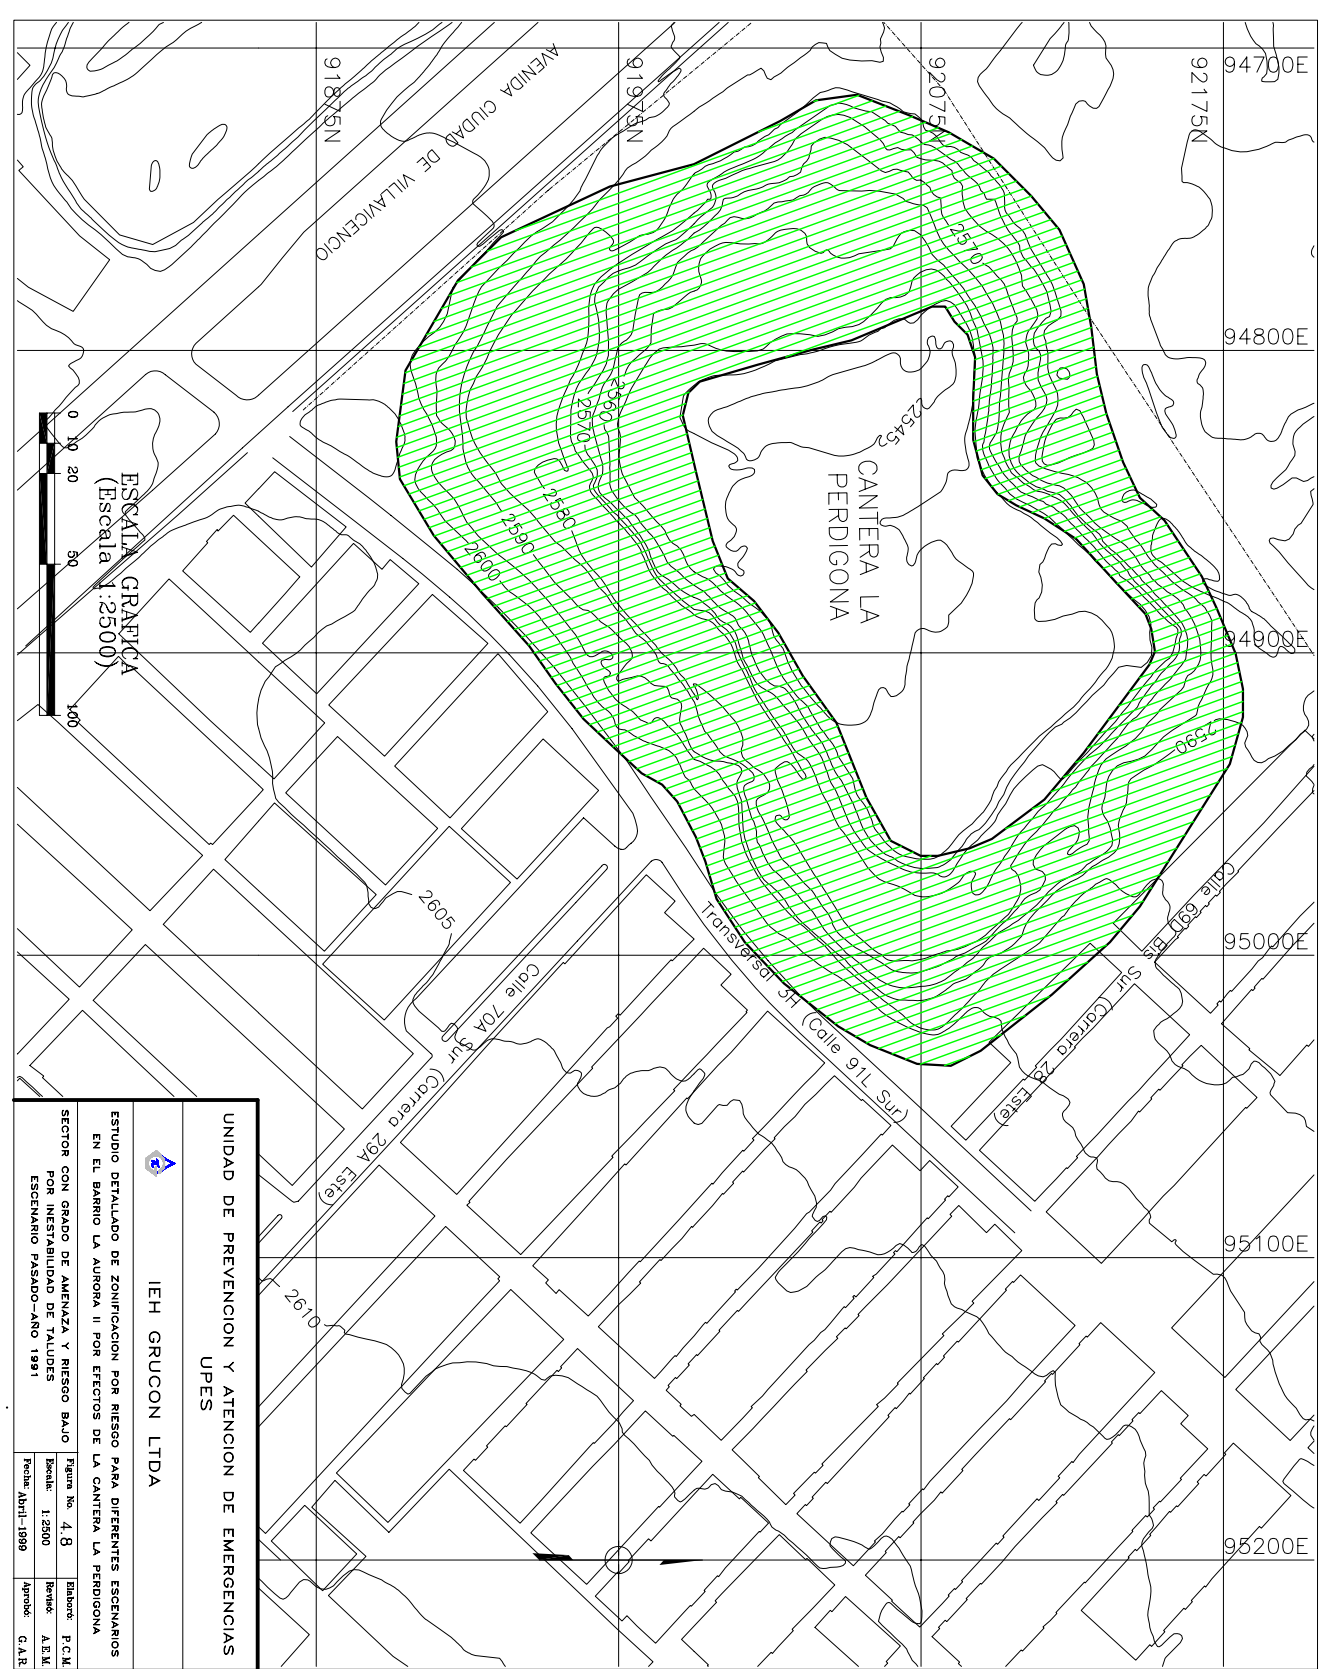 94700E
94800E
94900E
95000E
95100E
95200E
92175N
92075N
91975N
91875N
AVENIDA CIUDAD DE VILLAVICENCIO
2570
2545
CANTERA LA
PERDIGONA
2560
2570
2580
2590
2600
2590
2605
2610
Calle 69D Bis Sur (Carrera 28 Este)
Transversal 3H (Calle 91L Sur)
Calle 70A Sur (Carrera 29A Este)
ESCALA GRAFICA
(Escala 1:2500)
0 10 20 50 100
UNIDAD DE PREVENCION Y ATENCION DE EMERGENCIAS
UPES
IEH GRUCON LTDA
ESTUDIO DETALLADO DE ZONIFICACION POR RIESGO PARA DIFERENTES ESCENARIOS
EN EL BARRIO LA AURORA II POR EFECTOS DE LA CANTERA LA PERDIGONA
SECTOR CON GRADO DE AMENAZA Y RIESGO BAJO
POR INESTABILIDAD DE TALUDES
ESCENARIO PASADO-AÑO 1991
Figura No. 4.8
Elaboró: P.C.M.
Escala: 1:2500
Revisó: A.E.M.
Fecha: Abril-1999
Aprobó: G.A.R.